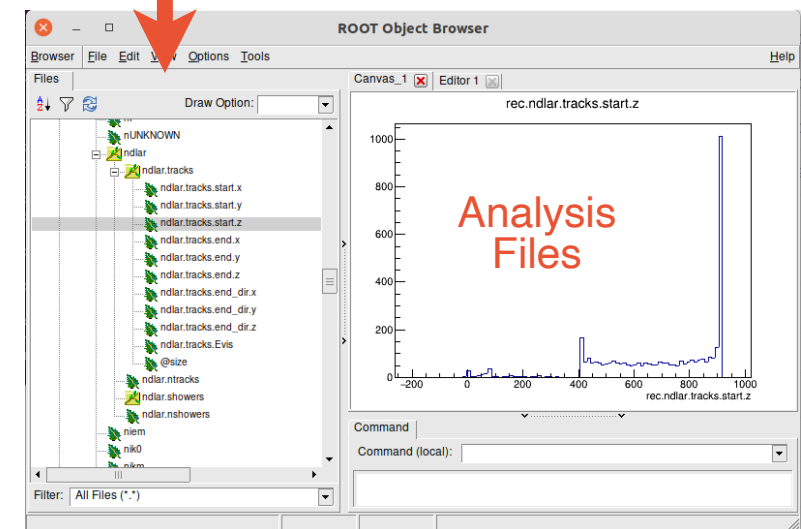 ROOT Object Browser
Browser File Edit View Options Tools Help
Files
Draw Option:
nUNKNOWN
ndlar
ndlar.tracks
ndlar.tracks.start.x
ndlar.tracks.start.y
ndlar.tracks.start.z
ndlar.tracks.end.x
ndlar.tracks.end.y
ndlar.tracks.end.z
ndlar.tracks.end_dir.x
ndlar.tracks.end_dir.y
ndlar.tracks.end_dir.z
ndlar.tracks.Evis
@size
ndlar.ntracks
ndlar.showers
ndlar.nshowers
niem
nik0
nikm
Filter: All Files (*.*)
Canvas_1 Editor 1
rec.ndlar.tracks.start.z
1000
800
600
400
200
0
−200 0 200 400 600 800 1000
rec.ndlar.tracks.start.z
Analysis
Files
Command
Command (local):